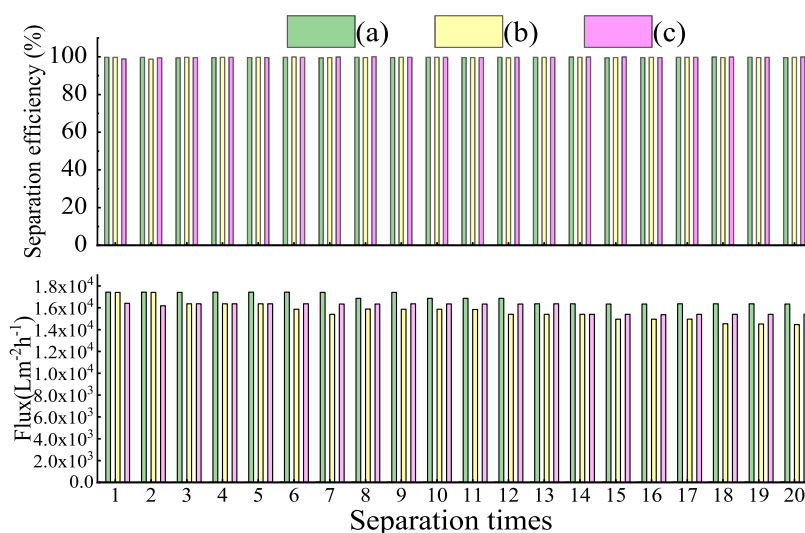 (a) (b) (c)
Separation efficiency (%)
100
80
60
40
20
0
Flux(Lm⁻²h⁻¹)
1.8x10⁴
1.6x10⁴
1.4x10⁴
1.2x10⁴
1.0x10⁴
8.0x10³
6.0x10³
4.0x10³
2.0x10³
0.0
1 2 3 4 5 6 7 8 9 10 11 12 13 14 15 16 17 18 19 20
Separation times